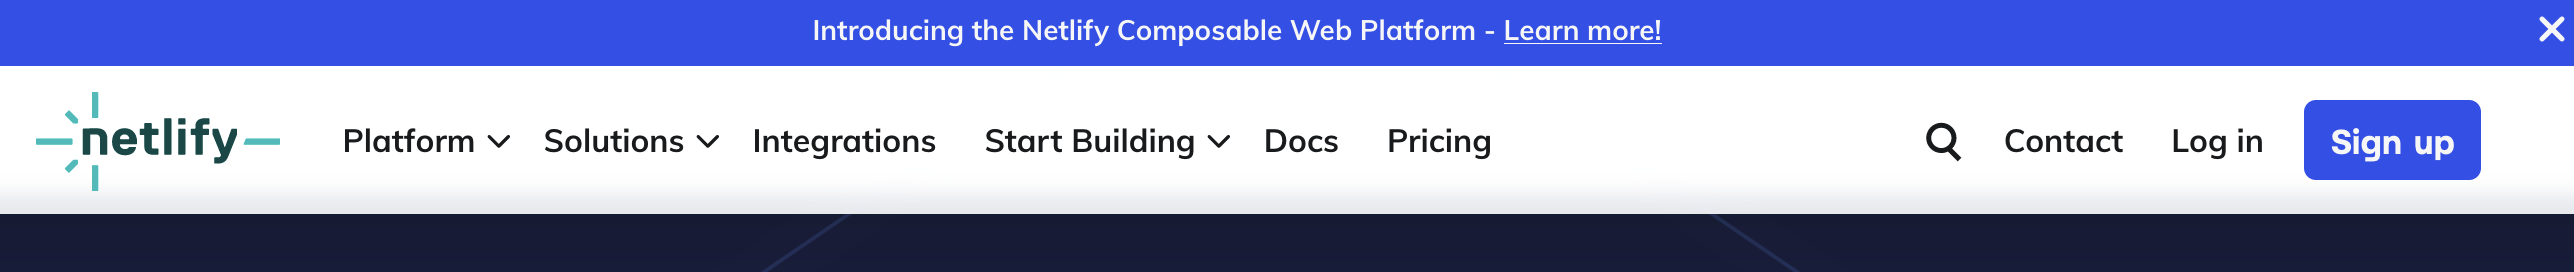 Introducing the Netlify Composable Web Platform - Learn more!
netlify Platform Solutions Integrations Start Building Docs Pricing Contact Log in Sign up